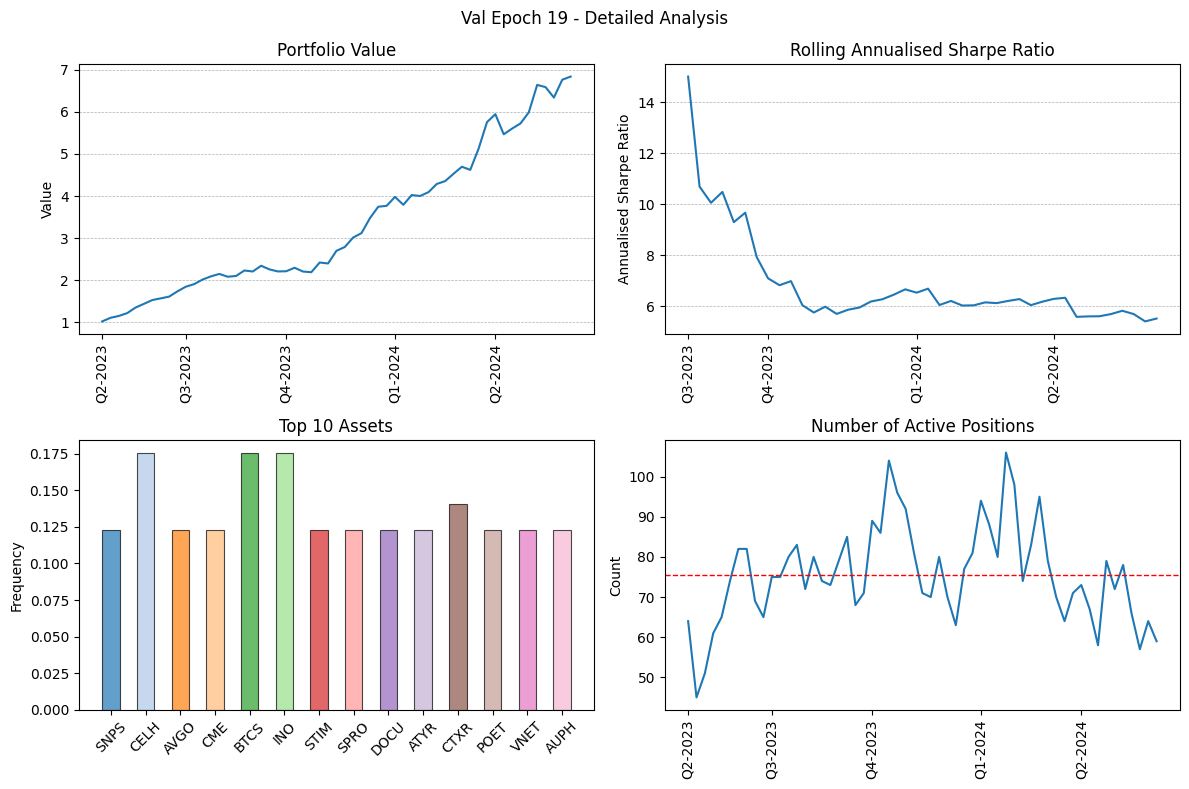 Val Epoch 19 - Detailed Analysis
Portfolio Value
Value
7
6
5
4
3
2
1
Q2-2023
Q3-2023
Q4-2023
Q1-2024
Q2-2024
Rolling Annualised Sharpe Ratio
Annualised Sharpe Ratio
14
12
10
8
6
Q3-2023
Q4-2023
Q1-2024
Q2-2024
Top 10 Assets
Frequency
0.175
0.150
0.125
0.100
0.075
0.050
0.025
0.000
SNPS
CELH
AVGO
CME
BTCS
INO
STIM
SPRO
DOCU
ATYR
CTXR
POET
VNET
AUPH
Number of Active Positions
Count
100
90
80
70
60
50
Q2-2023
Q3-2023
Q4-2023
Q1-2024
Q2-2024